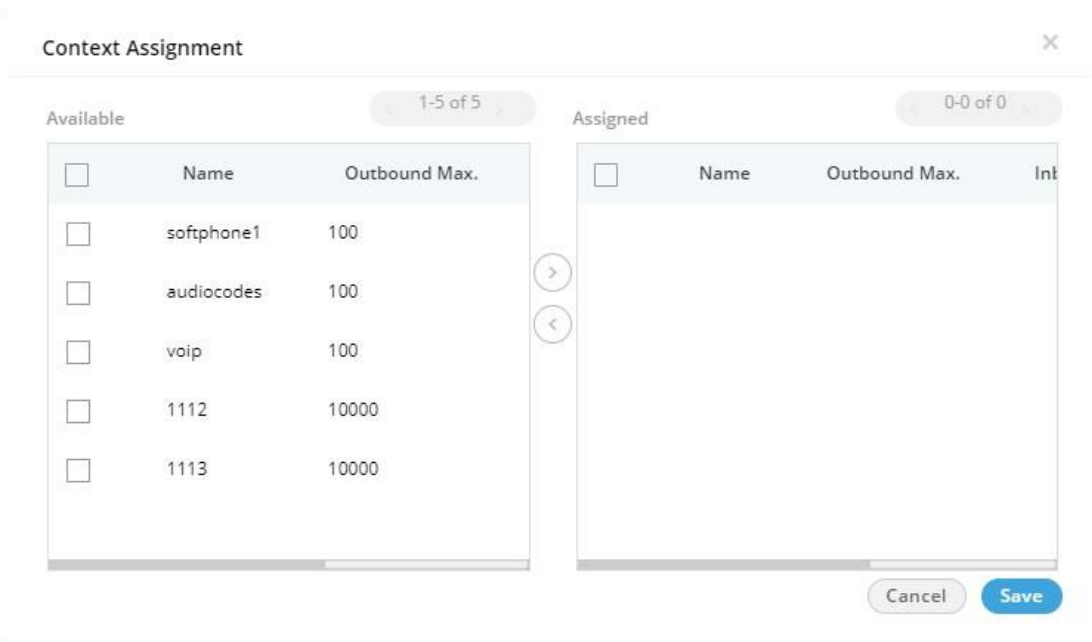 Context Assignment
Available
1-5 of 5
Name Outbound Max.
softphone1 100
audiocodes 100
voip 100
1112 10000
1113 10000
Assigned
0-0 of 0
Name Outbound Max.
Cancel Save